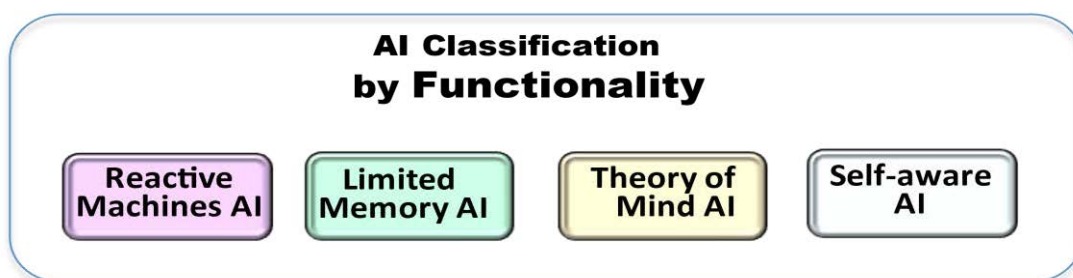 AI Classification
by Functionality
Reactive
Machines AI
Limited
Memory AI
Theory of
Mind AI
Self-aware
AI